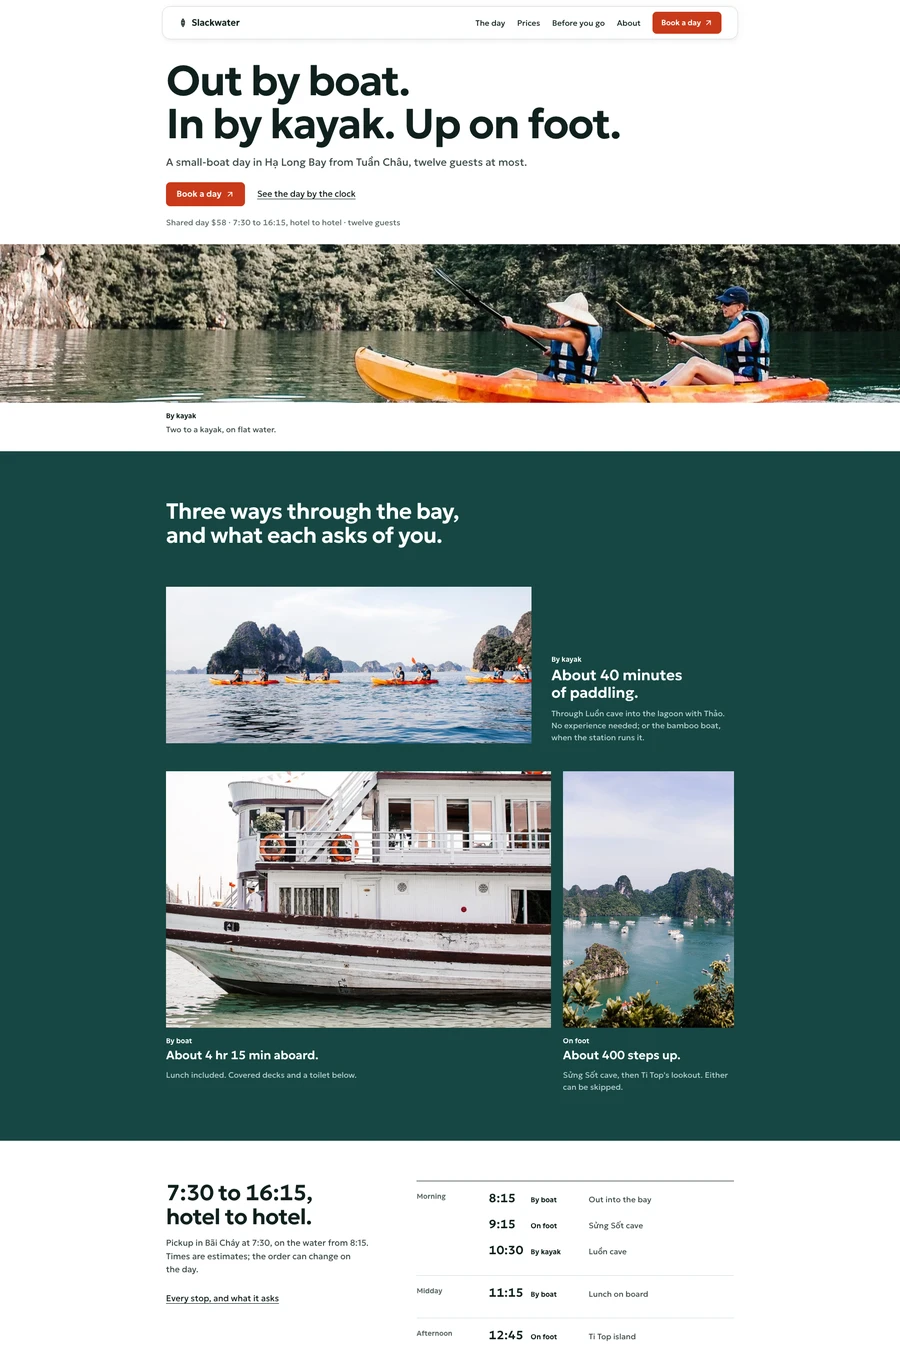 Slackwater
The day Prices Before you go About Book a day
Out by boat.
In by kayak. Up on foot.
A small-boat day in Hạ Long Bay from Tuần Châu, twelve guests at most.
Book a day See the day by the clock
Shared day $58 · 7:30 to 16:15, hotel to hotel · twelve guests
By kayak
Two to a kayak, on flat water.
Three ways through the bay,
and what each asks of you.
By kayak
About 40 minutes
of paddling.
Through Luồn cave into the lagoon with Thảo.
No experience needed; or the bamboo boat,
when the station runs it.
By boat
About 4 hr 15 min aboard.
Lunch included. Covered decks and a toilet below.
On foot
About 400 steps up.
Sửng Sốt cave, then Ti Top's lookout. Either
can be skipped.
7:30 to 16:15,
hotel to hotel.
Pickup in Bãi Cháy at 7:30, on the water from 8:15.
Times are estimates; the order can change on
the day.
Every stop, and what it asks
Morning 8:15 By boat Out into the bay
9:15 On foot Sửng Sốt cave
10:30 By kayak Luồn cave
Midday 11:15 By boat Lunch on board
Afternoon 12:45 On foot Ti Top island